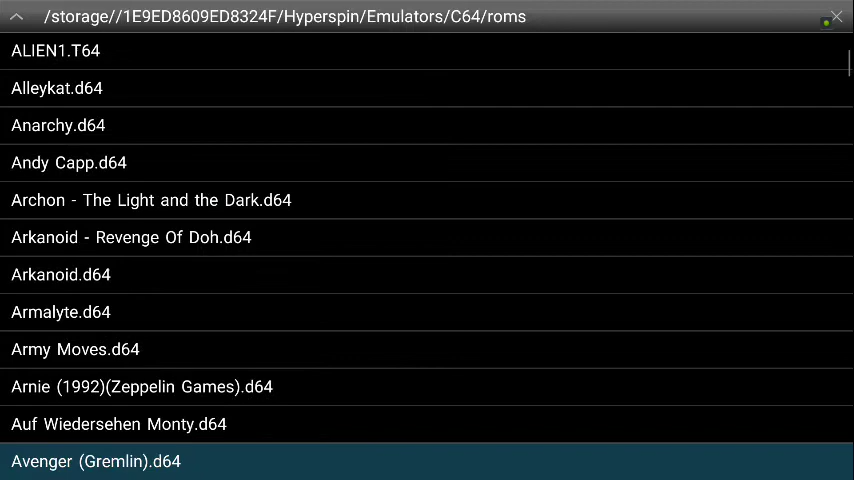 /storage//1E9ED8609ED8324F/Hyperspin/Emulators/C64/roms
ALIEN1.T64
Alleykat.d64
Anarchy.d64
Andy Capp.d64
Archon - The Light and the Dark.d64
Arkanoid - Revenge Of Doh.d64
Arkanoid.d64
Armalyte.d64
Army Moves.d64
Arnie (1992)(Zeppelin Games).d64
Auf Wiedersehen Monty.d64
Avenger (Gremlin).d64